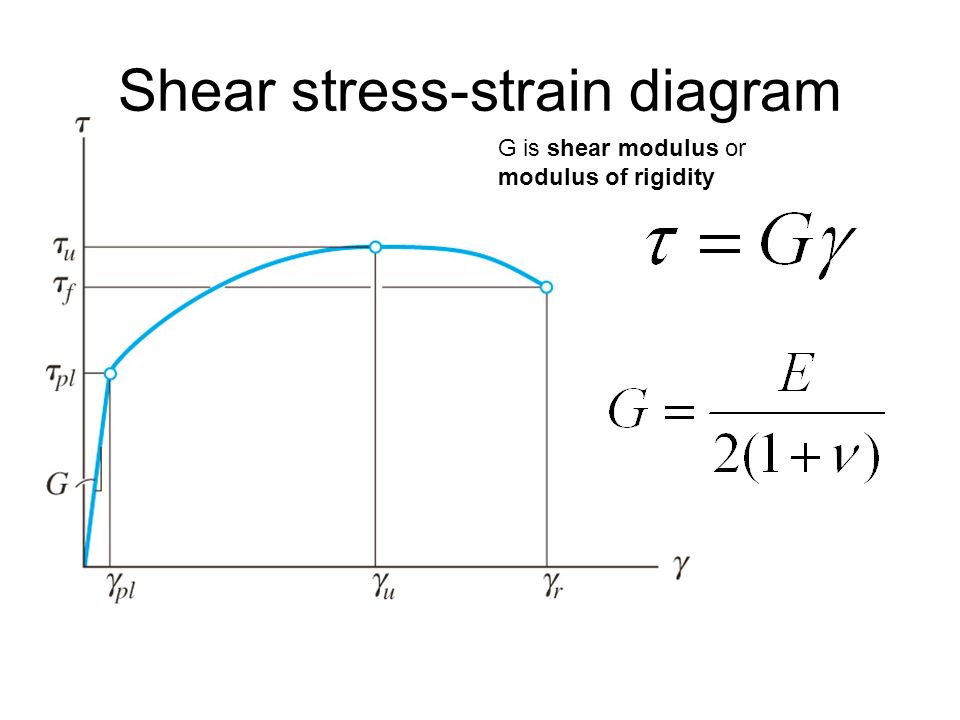 Shear stress-strain diagram
τ
G is shear modulus or
modulus of rigidity
τ = Gγ
τu
τf
τpl
G = E / 2(1 + ν)
G
γ
γpl γu γr